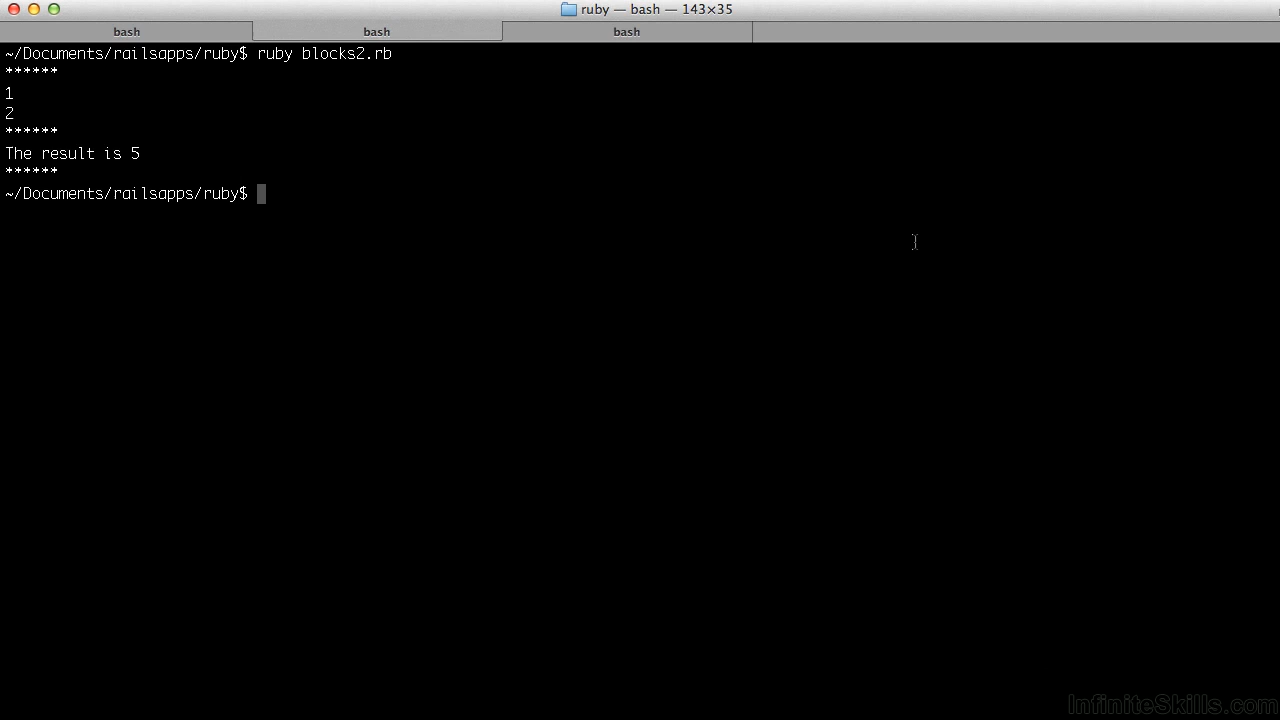 ruby — bash — 143×35
bash bash bash
~/Documents/railsapps/ruby$ ruby blocks2.rb
******
1
2
******
The result is 5
******
~/Documents/railsapps/ruby$
InfiniteSkills.com